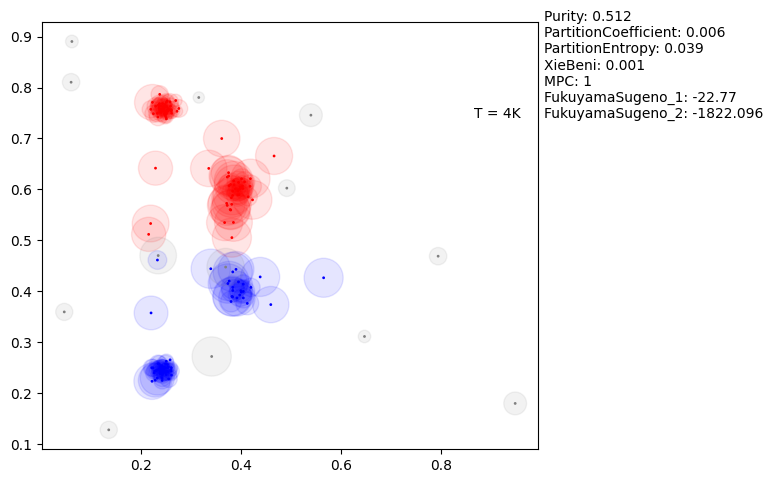 Purity: 0.512
PartitionCoefficient: 0.006
PartitionEntropy: 0.039
XieBeni: 0.001
MPC: 1
FukuyamaSugeno_1: -22.77
FukuyamaSugeno_2: -1822.096
T = 4K
0.9
0.8
0.7
0.6
0.5
0.4
0.3
0.2
0.1
0.2 0.4 0.6 0.8